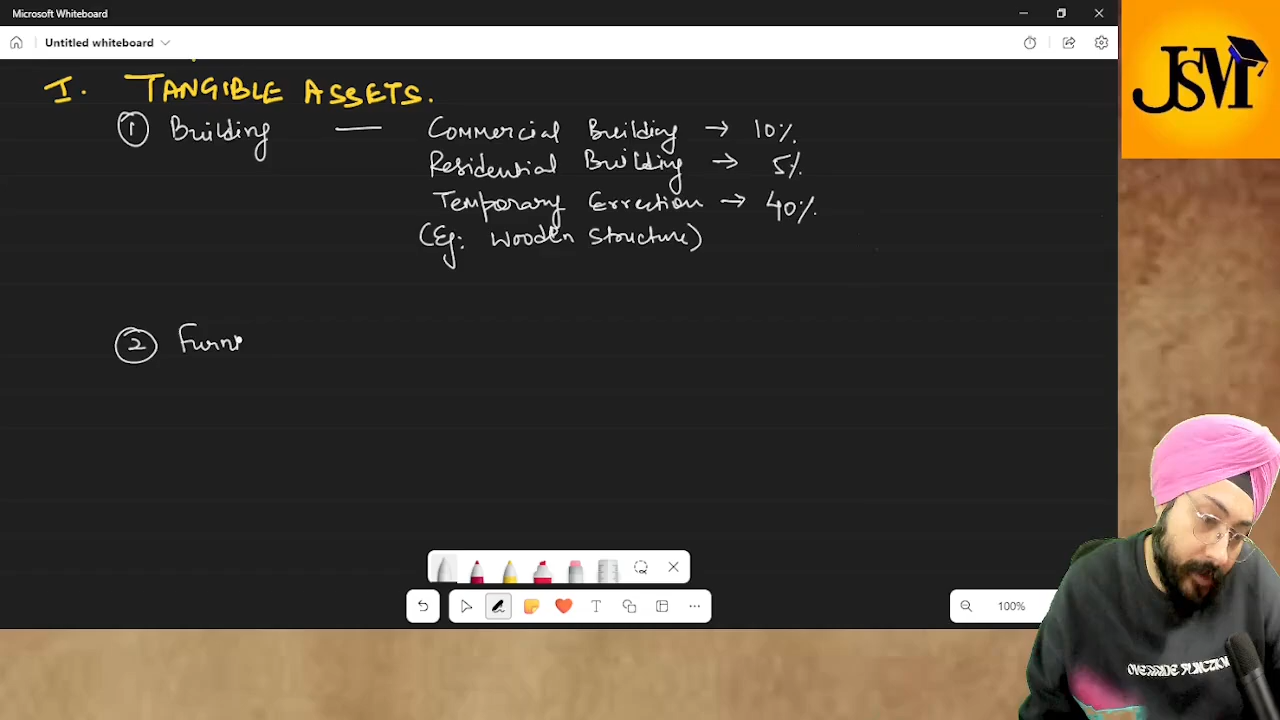 Microsoft Whiteboard
Untitled whiteboard
I. TANGIBLE ASSETS.
① Building — Commercial Building → 10%
Residential Building → 5%
Temporary Errection → 40%
(Eg: Wooden Structure)
② Furni
100%
JSM